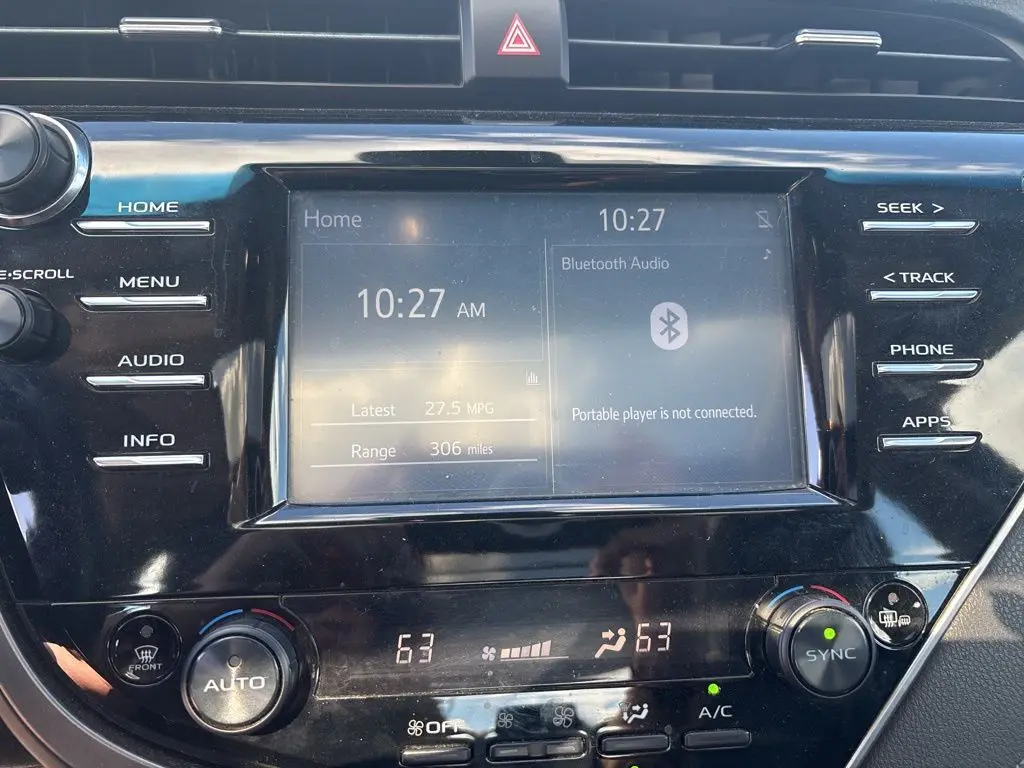 HOME
E•SCROLL
MENU
AUDIO
INFO
Home
10:27
10:27 AM
Latest 27.5 MPG
Range 306 miles
Bluetooth Audio
Portable player is not connected.
SEEK >
< TRACK
PHONE
APPS
FRONT
AUTO
63
63
SYNC
OFF
A/C